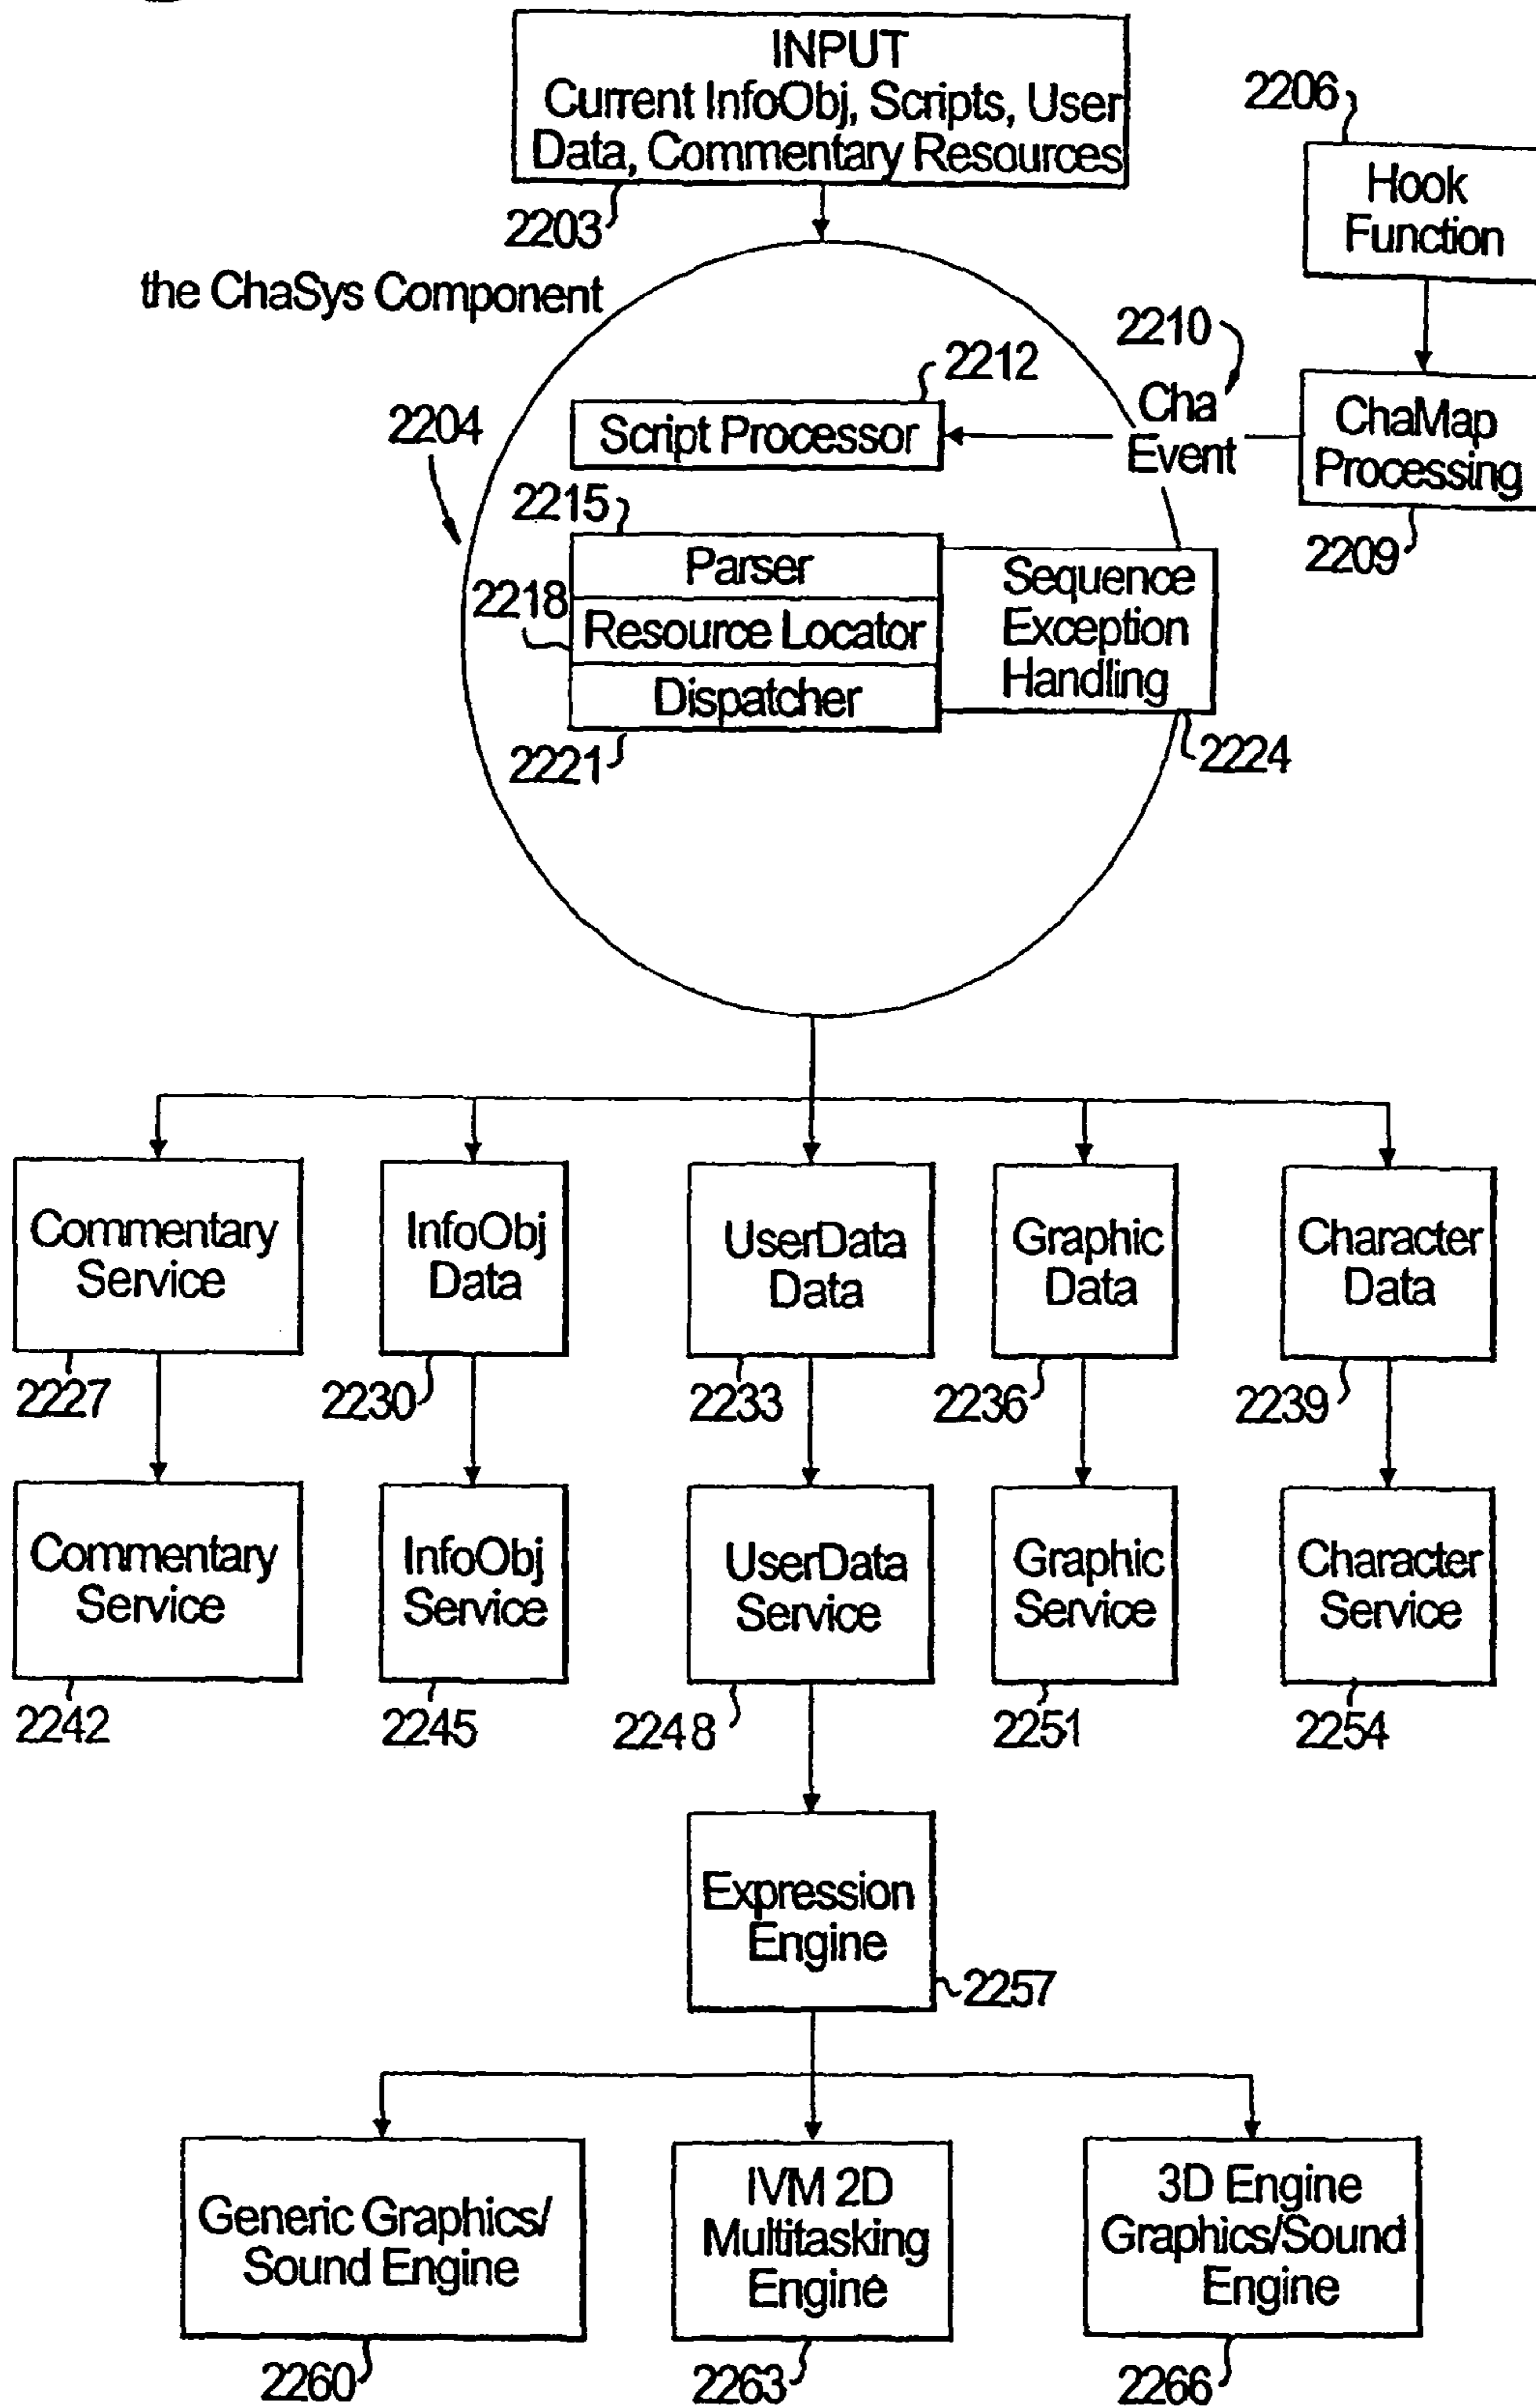 INPUT
Current InfoObj, Scripts, User
Data, Commentary Resources
2203
2206
Hook
Function
the ChaSys Component
2210
2212
Cha
Event
ChaMap
Processing
2204
Script Processor
2209
2215
Parser
2218
Resource Locator
Dispatcher
Sequence
Exception
Handling
2221
2224
Commentary
Service
InfoObj
Data
UserData
Data
Graphic
Data
Character
Data
2227
2230
2233
2236
2239
Commentary
Service
InfoObj
Service
UserData
Service
Graphic
Service
Character
Service
2242
2245
2248
2251
2254
Expression
Engine
2257
Generic Graphics/
Sound Engine
IVM 2D
Multitasking
Engine
3D Engine
Graphics/Sound
Engine
2260
2263
2266